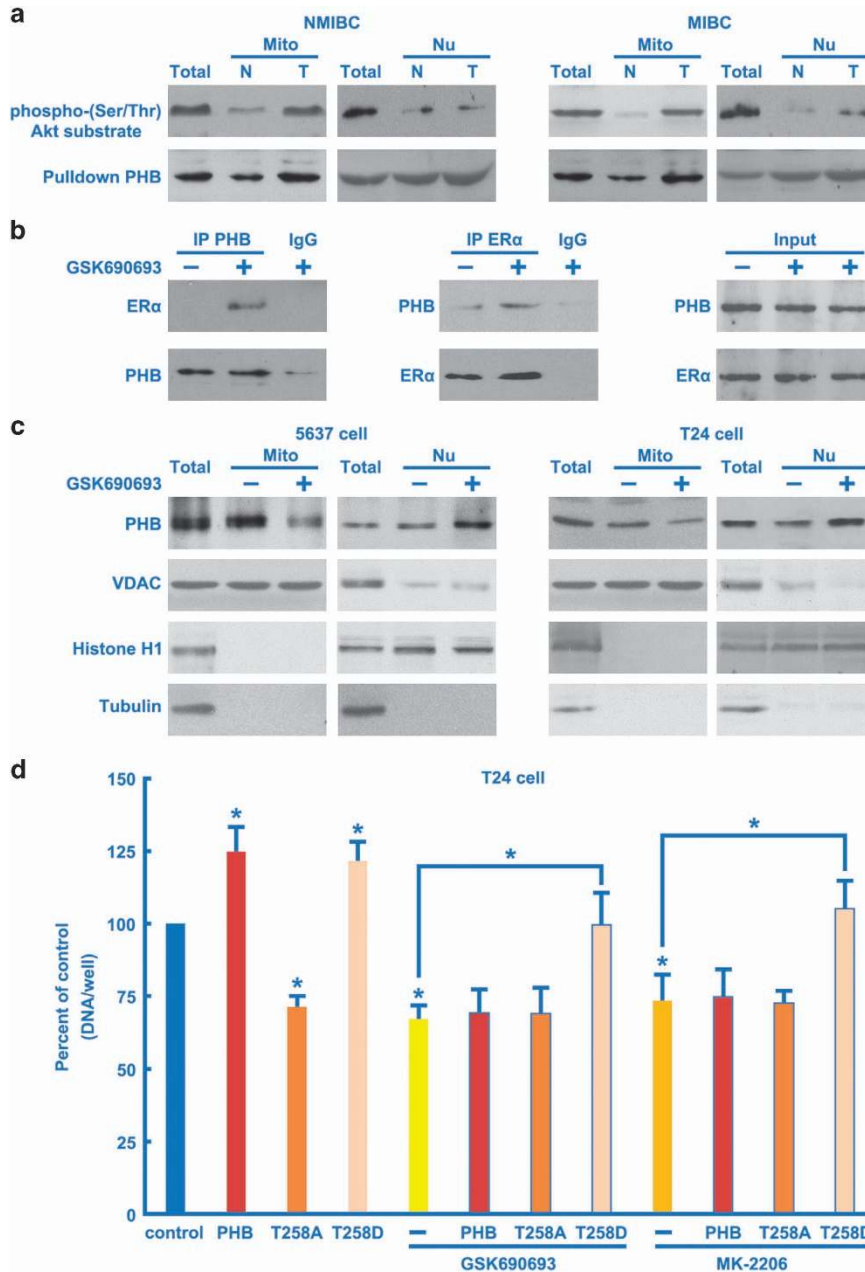 a
NMIBC
MIBC
Mito
Nu
Mito
Nu
Total N T Total N T Total N T Total N T
phospho-(Ser/Thr)
Akt substrate
Pulldown PHB
b
IP PHB IgG
IP ERα IgG
Input
GSK690693 − + + − + + − + +
ERα
PHB
PHB
PHB
ERα
ERα
c
5637 cell
T24 cell
Total Mito Total Nu Total Mito Total Nu
GSK690693 − + − + − + − +
PHB
VDAC
Histone H1
Tubulin
d
T24 cell
Percent of control
(DNA/well)
150
125
100
75
50
25
0
* * * * * * *
control PHB T258A T258D − PHB T258A T258D − PHB T258A T258D
GSK690693
MK-2206